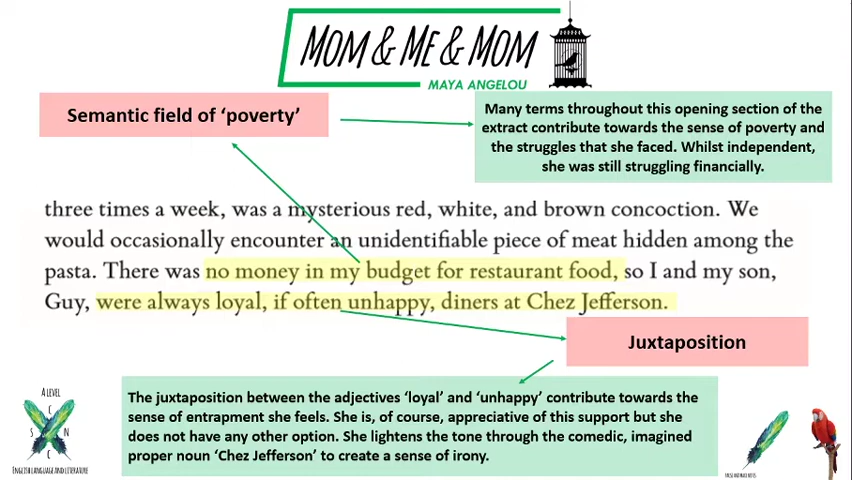 MOM & ME & MOM
MAYA ANGELOU
Semantic field of ‘poverty’
Many terms throughout this opening section of the
extract contribute towards the sense of poverty and
the struggles that she faced. Whilst independent,
she was still struggling financially.
three times a week, was a mysterious red, white, and brown concoction. We
would occasionally encounter an unidentifiable piece of meat hidden among the
pasta. There was no money in my budget for restaurant food, so I and my son,
Guy, were always loyal, if often unhappy, diners at Chez Jefferson.
Juxtaposition
The juxtaposition between the adjectives ‘loyal’ and ‘unhappy’ contribute towards the
sense of entrapment she feels. She is, of course, appreciative of this support but she
does not have any other option. She lightens the tone through the comedic, imagined
proper noun ‘Chez Jefferson’ to create a sense of irony.
A LEVEL
C
S N
C
ENGLISH LANGUAGE AND LITERATURE